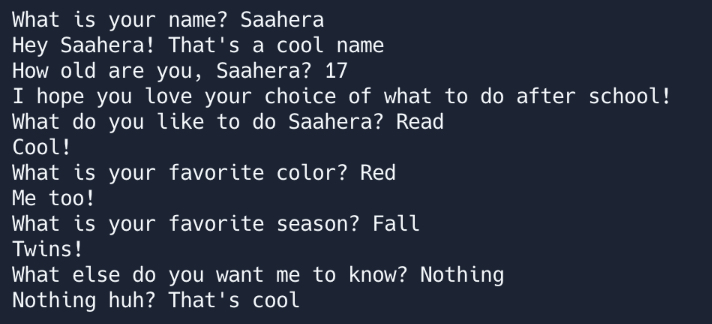 What is your name? Saahera
Hey Saahera! That's a cool name
How old are you, Saahera? 17
I hope you love your choice of what to do after school!
What do you like to do Saahera? Read
Cool!
What is your favorite color? Red
Me too!
What is your favorite season? Fall
Twins!
What else do you want me to know? Nothing
Nothing huh? That's cool